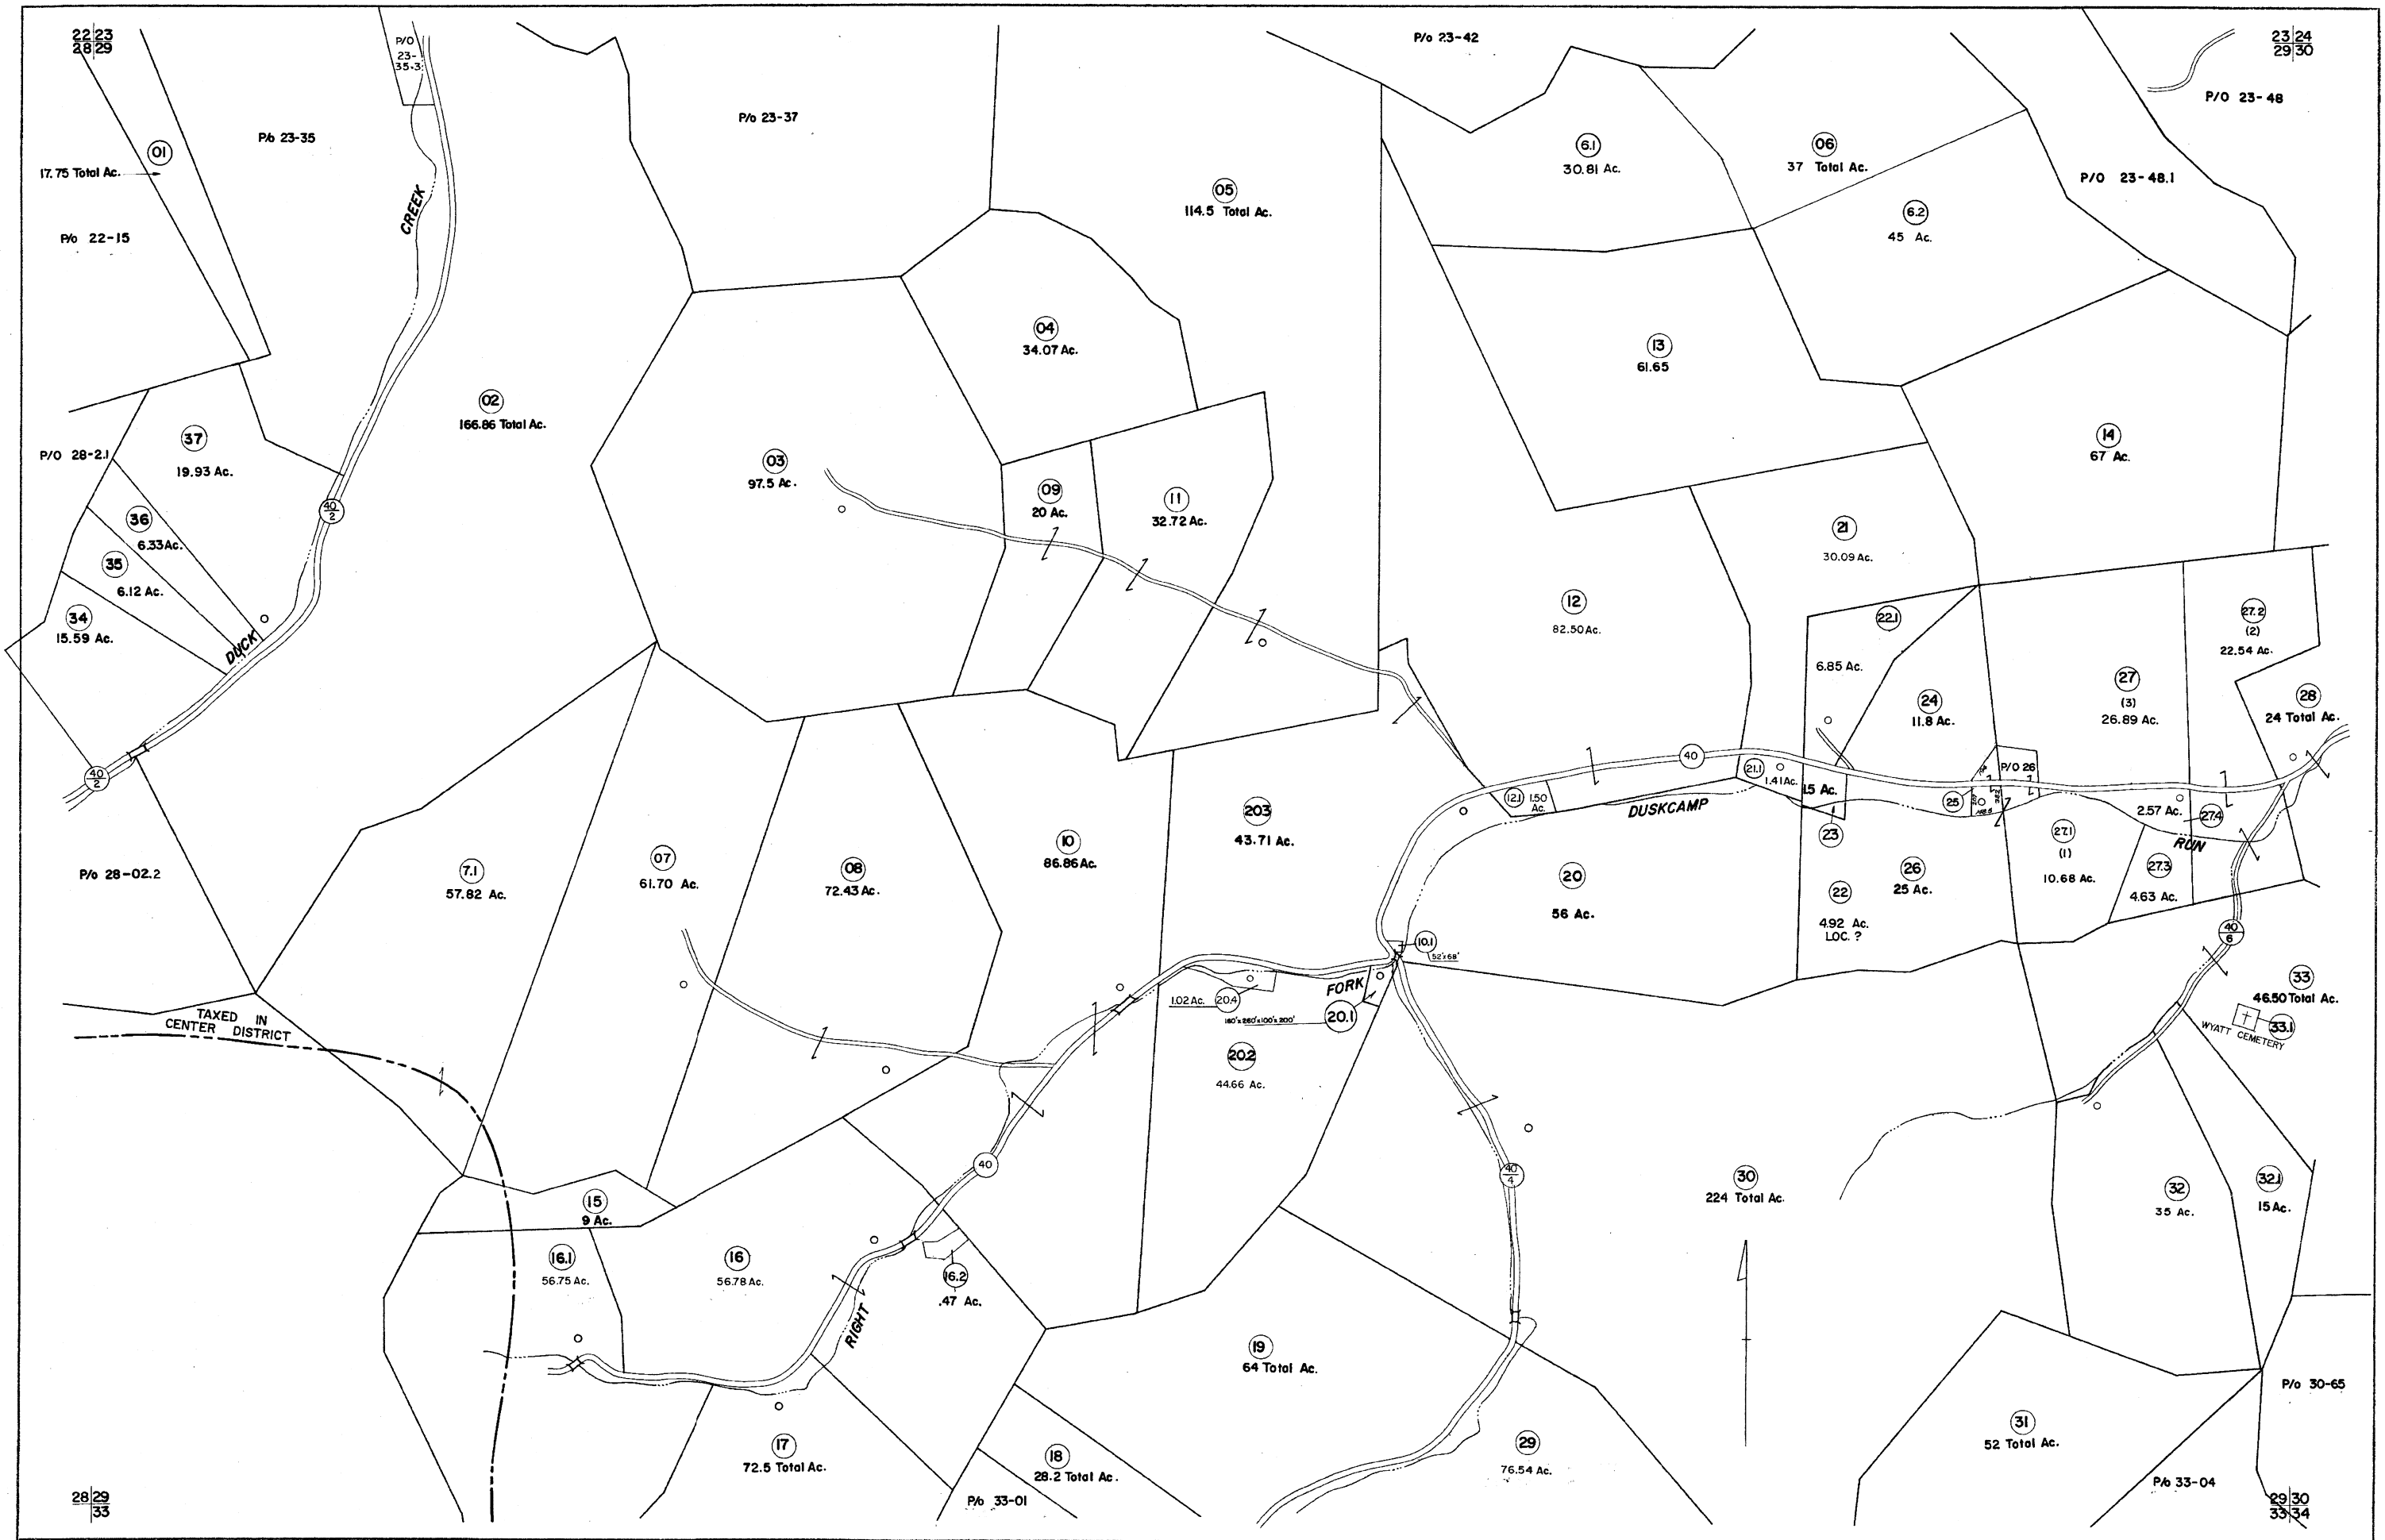 22 23
28 29
P/O
23-
35.3
P/o 23-42
23 24
29 30
P/O 23-48
P/o 23-37
P/o 23-35
01
17.75 Total Ac.
P/o 22-15
CREEK
05
114.5 Total Ac.
6.1
30.81 Ac.
06
37 Total Ac.
P/O 23-48.1
6.2
45 Ac.
04
34.07 Ac.
13
61.65
02
166.86 Total Ac.
37
19.93 Ac.
P/O 28-2.1
14
67 Ac.
03
97.5 Ac.
09
20 Ac.
11
32.72 Ac.
40
2
36
6.33 Ac.
35
6.12 Ac.
34
15.59 Ac.
DUCK
21
30.09 Ac.
12
82.50 Ac.
22.1
6.85 Ac.
27.2
(2)
22.54 Ac.
24
11.8 Ac.
27
(3)
26.89 Ac.
28
24 Total Ac.
40
2
40
21.1
1.41 Ac.
P/O 26
12.1
1.50
Ac.
DUSKCAMP
25
23
2.57 Ac.
27.4
RUN
203
43.71 Ac.
10
86.86 Ac.
P/o 28-02.2
7.1
57.82 Ac.
07
61.70 Ac.
08
72.43 Ac.
20
56 Ac.
22
4.92 Ac.
LOC. ?
26
25 Ac.
27.1
(1)
10.68 Ac.
27.3
4.63 Ac.
10.1
52'x68'
40
6
FORK
1.02 Ac.
20.4
160'x260'x100'x200'
20.1
33
46.50 Total Ac.
33.1
WYATT CEMETERY
TAXED IN
CENTER DISTRICT
20.2
44.66 Ac.
40
40
4
30
224 Total Ac.
32
35 Ac.
32.1
15 Ac.
15
9 Ac.
16.1
56.75 Ac.
16
56.78 Ac.
16.2
.47 Ac.
RIGHT
19
64 Total Ac.
P/o 30-65
31
52 Total Ac.
17
72.5 Total Ac.
18
28.2 Total Ac.
29
76.54 Ac.
P/o 33-01
P/o 33-04
28 29
33
29 30
33 34